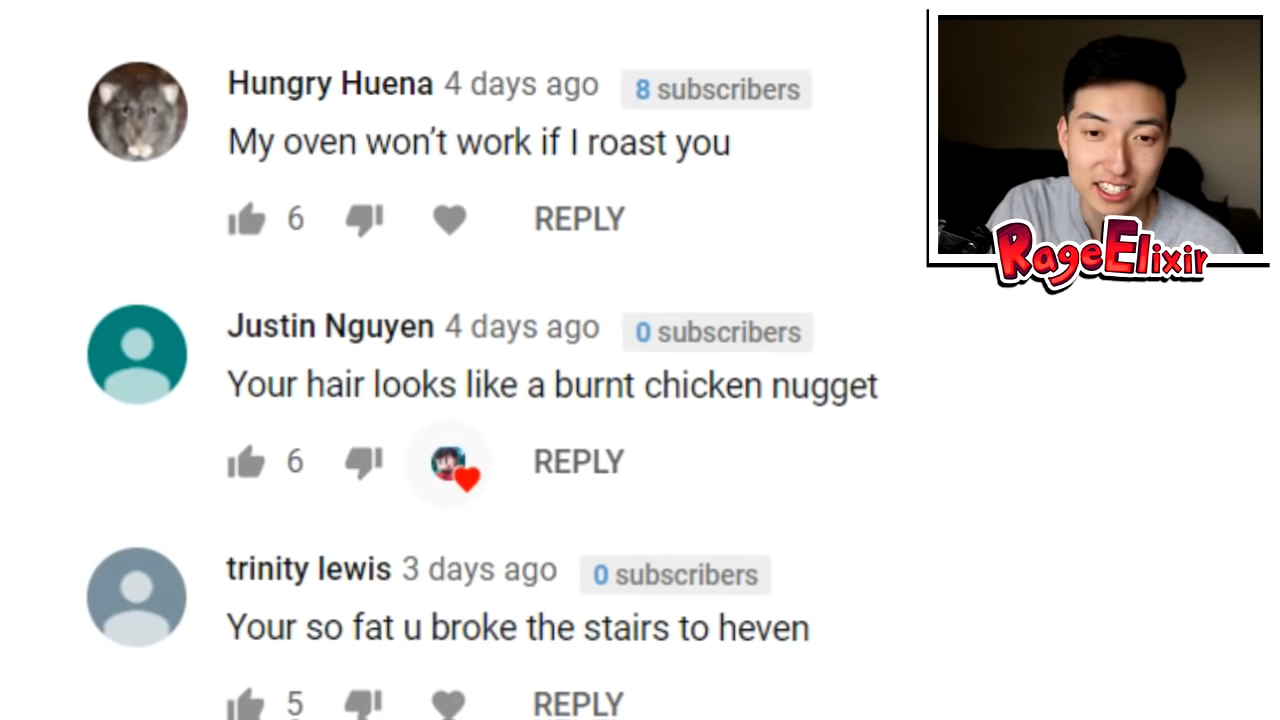 Hungry Huena 4 days ago 8 subscribers
My oven won’t work if I roast you
6 REPLY
Justin Nguyen 4 days ago 0 subscribers
Your hair looks like a burnt chicken nugget
6 REPLY
trinity lewis 3 days ago 0 subscribers
Your so fat u broke the stairs to heven
5 REPLY
RageElixir